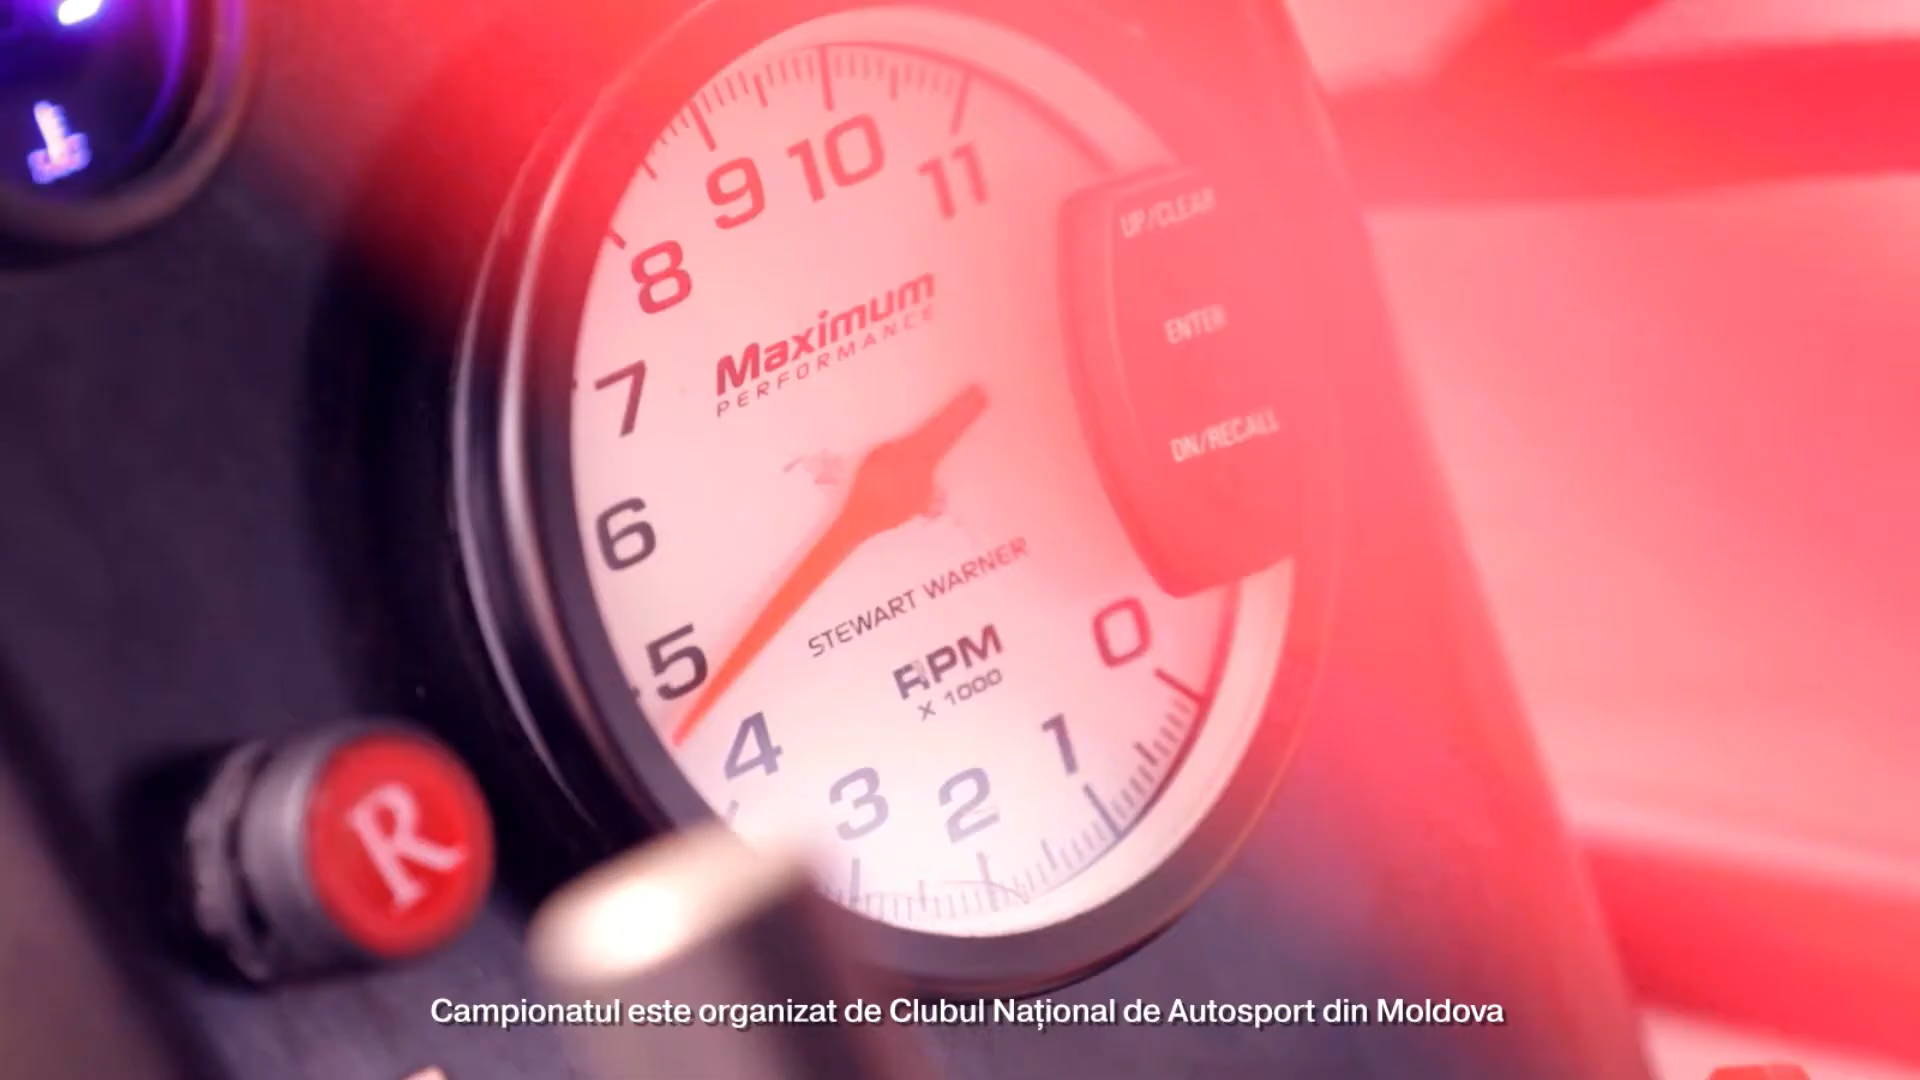 9 10 11
8
7
6
5
4
3
2
1
0
Maximum
PERFORMANCE
STEWART WARNER
RPM
X 1000
UP/CLEAR
ENTER
DN/RECALL
R
Campionatul este organizat de Clubul Național de Autosport din Moldova